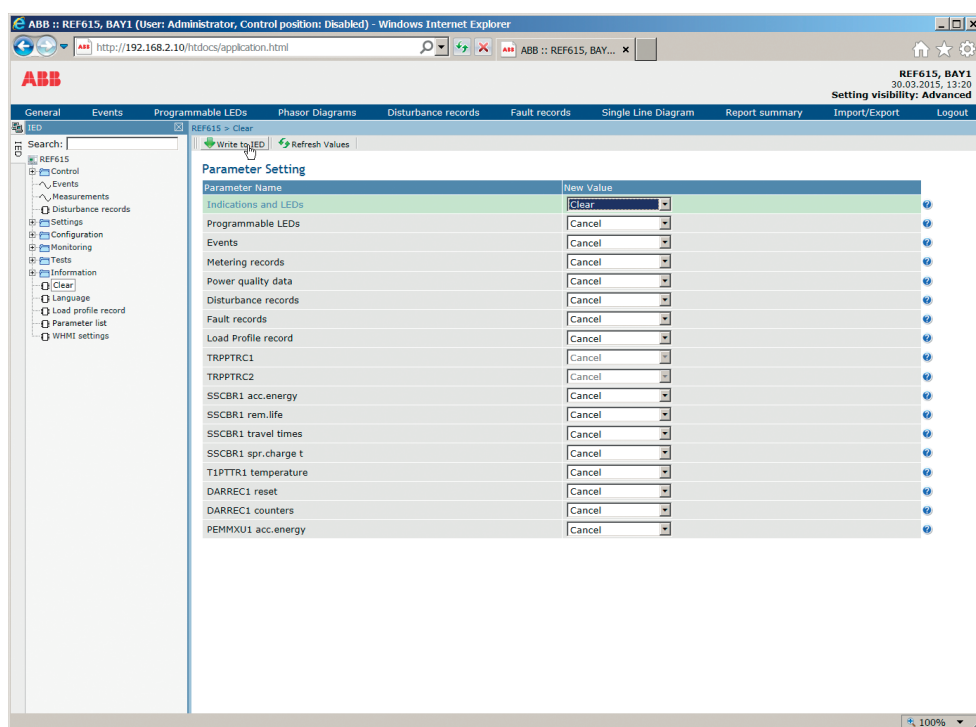 ABB :: REF615, BAY1 (User: Administrator, Control position: Disabled) - Windows Internet Explorer
ABB http://192.168.2.10/htdocs/application.html
ABB ABB :: REF615, BAY... ×
ABB
REF615, BAY1
30.03.2015, 13:20
Setting visibility: Advanced
General Events Programmable LEDs Phasor Diagrams Disturbance records Fault records Single Line Diagram Report summary Import/Export Logout
IED
IED
REF615 > Clear
Search:
Write to IED Refresh Values
REF615
Control
Events
Measurements
Disturbance records
Settings
Configuration
Monitoring
Tests
Information
Clear
Language
Load profile record
Parameter list
WHMI settings
Parameter Setting
Parameter Name New Value
Indications and LEDs Clear
Programmable LEDs Cancel
Events Cancel
Metering records Cancel
Power quality data Cancel
Disturbance records Cancel
Fault records Cancel
Load Profile record Cancel
TRPPTRC1 Cancel
TRPPTRC2 Cancel
SSCBR1 acc.energy Cancel
SSCBR1 rem.life Cancel
SSCBR1 travel times Cancel
SSCBR1 spr.charge t Cancel
T1PTTR1 temperature Cancel
DARREC1 reset Cancel
DARREC1 counters Cancel
PEMMXU1 acc.energy Cancel
100%